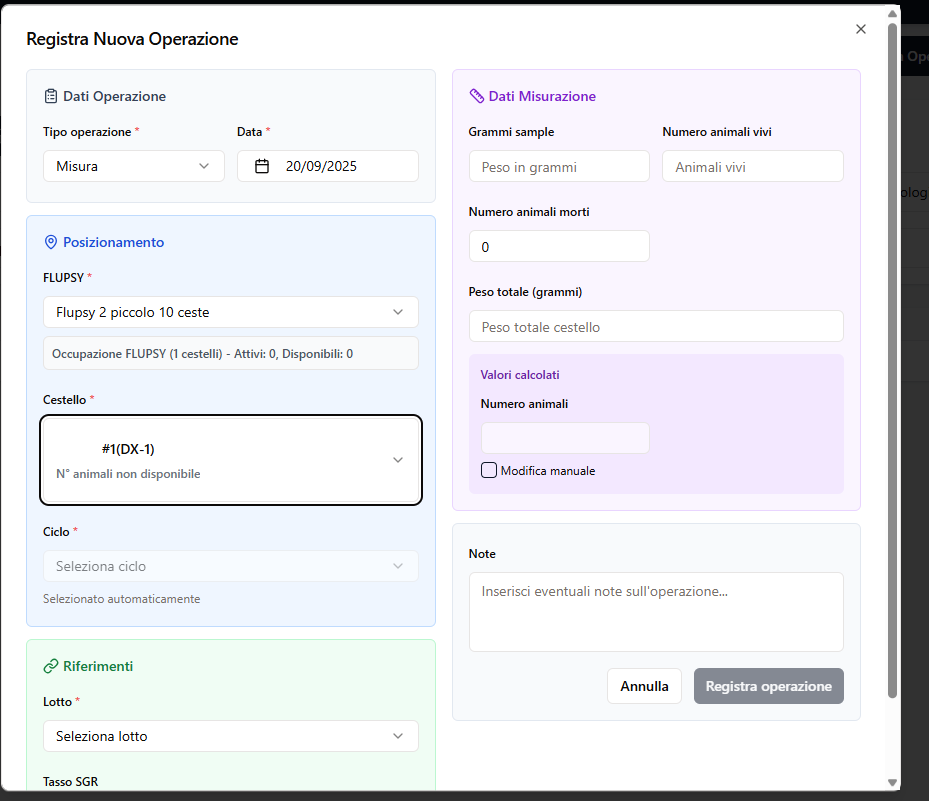 Registra Nuova Operazione
Dati Operazione
Tipo operazione *
Data *
Misura
20/09/2025
Posizionamento
FLUPSY *
Flupsy 2 piccolo 10 ceste
Occupazione FLUPSY (1 cestelli) - Attivi: 0, Disponibili: 0
Cestello *
#1(DX-1)
N° animali non disponibile
Ciclo *
Seleziona ciclo
Selezionato automaticamente
Riferimenti
Lotto *
Seleziona lotto
Tasso SGR
Dati Misurazione
Grammi sample
Numero animali vivi
Peso in grammi
Animali vivi
Numero animali morti
0
Peso totale (grammi)
Peso totale cestello
Valori calcolati
Numero animali
Modifica manuale
Note
Inserisci eventuali note sull'operazione...
Annulla
Registra operazione